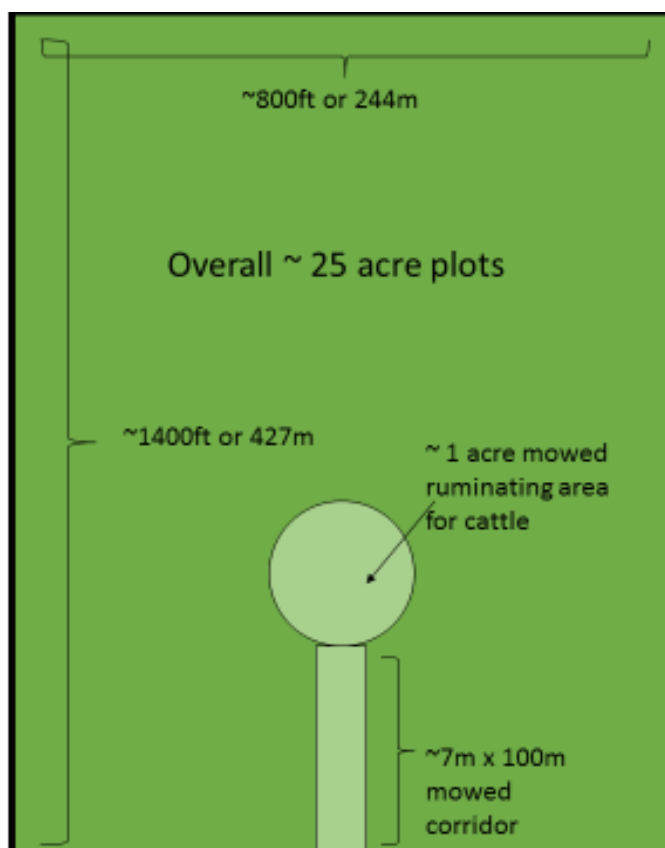 ~800ft or 244m
Overall ~ 25 acre plots
~1400ft or 427m
~ 1 acre mowed
ruminating area
for cattle
~7m x 100m
mowed
corridor